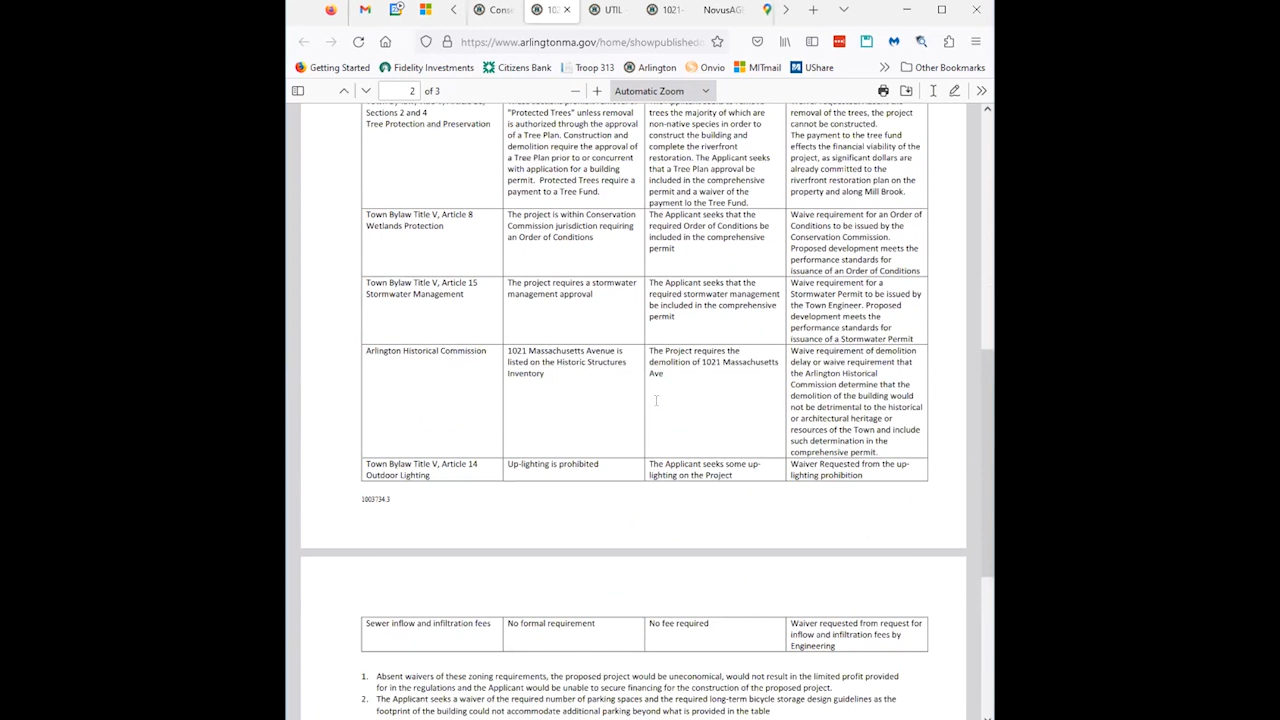 Cons
102
UTIL
1021-
NovusAG
https://www.arlingtonma.gov/home/showpublished
Getting Started
Fidelity Investments
Citizens Bank
Troop 313
Arlington
Onvio
MITmail
UShare
Other Bookmarks
2 of 3
Automatic Zoom
Sections 2 and 4
Tree Protection and Preservation
"Protected Trees" unless removal
is authorized through the approval
of a Tree Plan. Construction and
demolition require the approval of
a Tree Plan prior to or concurrent
with application for a building
permit. Protected Trees require a
payment to a Tree Fund.
trees the majority of which are
non-native species in order to
construct the building and
complete the riverfront
restoration. The Applicant seeks
that a Tree Plan approval be
included in the comprehensive
permit and a waiver of the
payment to the Tree Fund.
removal of the trees, the project
cannot be constructed.
The payment to the tree fund
effects the financial viability of the
project, as significant dollars are
already committed to the
riverfront restoration plan on the
property and along Mill Brook.
Town Bylaw Title V, Article 8
Wetlands Protection
The project is within Conservation
Commission jurisdiction requiring
an Order of Conditions
The Applicant seeks that the
required Order of Conditions be
included in the comprehensive
permit
Waive requirement for an Order of
Conditions to be issued by the
Conservation Commission.
Proposed development meets the
performance standards for
issuance of an Order of Conditions
Town Bylaw Title V, Article 15
Stormwater Management
The project requires a stormwater
management approval
The Applicant seeks that the
required stormwater management
be included in the comprehensive
permit
Waive requirement for a
Stormwater Permit to be issued by
the Town Engineer. Proposed
development meets the
performance standards for
issuance of a Stormwater Permit
Arlington Historical Commission
1021 Massachusetts Avenue is
listed on the Historic Structures
Inventory
The Project requires the
demolition of 1021 Massachusetts
Ave
Waive requirement of demolition
delay or waive requirement that
the Arlington Historical
Commission determine that the
demolition of the building would
not be detrimental to the historical
or architectural heritage or
resources of the Town and include
such determination in the
comprehensive permit.
Town Bylaw Title V, Article 14
Outdoor Lighting
Up-lighting is prohibited
The Applicant seeks some up-
lighting on the Project
Waiver Requested from the up-
lighting prohibition
1003734.3
Sewer inflow and infiltration fees
No formal requirement
No fee required
Waiver requested from request for
inflow and infiltration fees by
Engineering
1. Absent waivers of these zoning requirements, the proposed project would be uneconomical, would not result in the limited profit provided
for in the regulations and the Applicant would be unable to secure financing for the construction of the proposed project.
2. The Applicant seeks a waiver of the required number of parking spaces and the required long-term bicycle storage design guidelines as the
footprint of the building could not accommodate additional parking beyond what is provided in the table